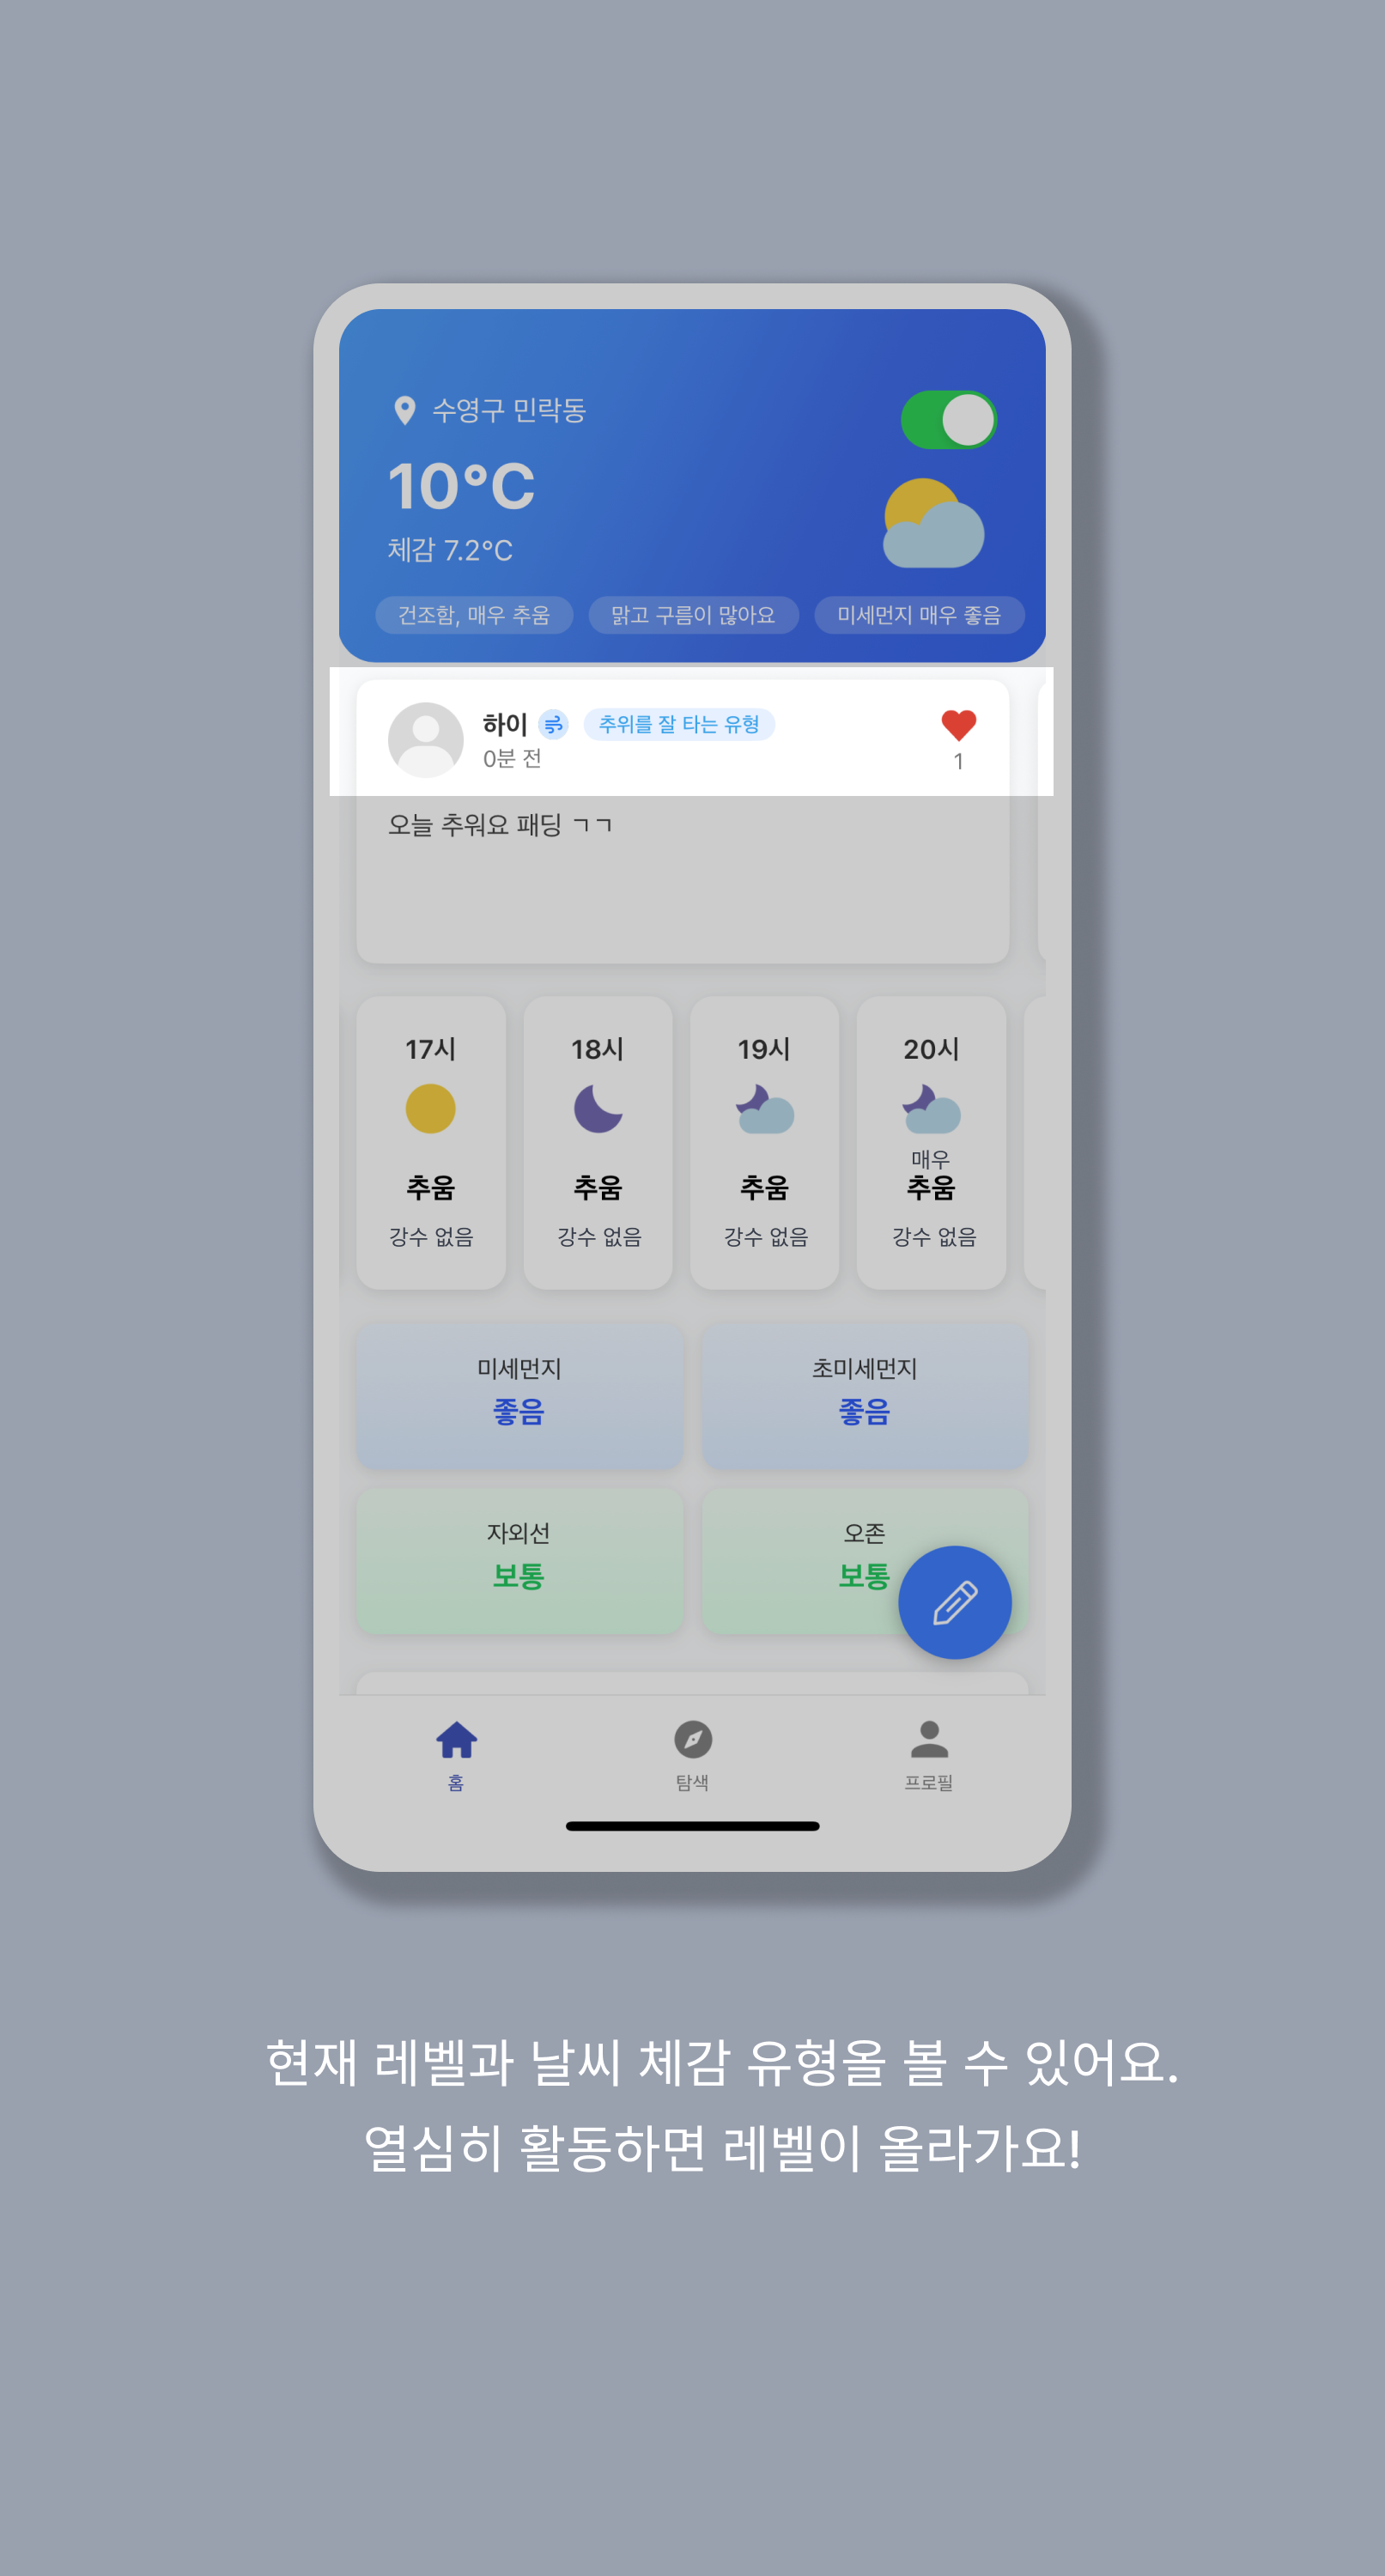 수영구 민락동
10°C
체감 7.2°C
건조함, 매우 추움 맑고 구름이 많아요 미세먼지 매우 좋음
하이 추위를 잘 타는 유형
0분 전
1
오늘 추워요 패딩 ㄱㄱ
17시 18시 19시 20시
매우
추움 추움 추움 추움
강수 없음 강수 없음 강수 없음 강수 없음
미세먼지 초미세먼지
좋음 좋음
자외선 오존
보통 보통
홈 탐색 프로필
현재 레벨과 날씨 체감 유형올 볼 수 있어요.
열심히 활동하면 레벨이 올라가요!